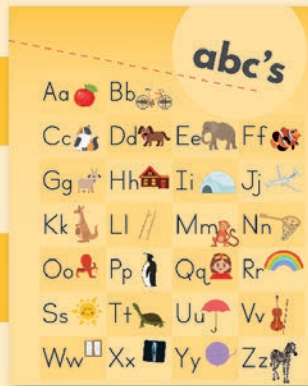 abc's
Aa Bb
Cc Dd Ee Ff
Gg Hh Ii Jj
Kk Ll Mm Nn
Oo Pp Qq Rr
Ss Tt Uu Vv
Ww Xx Yy Zz